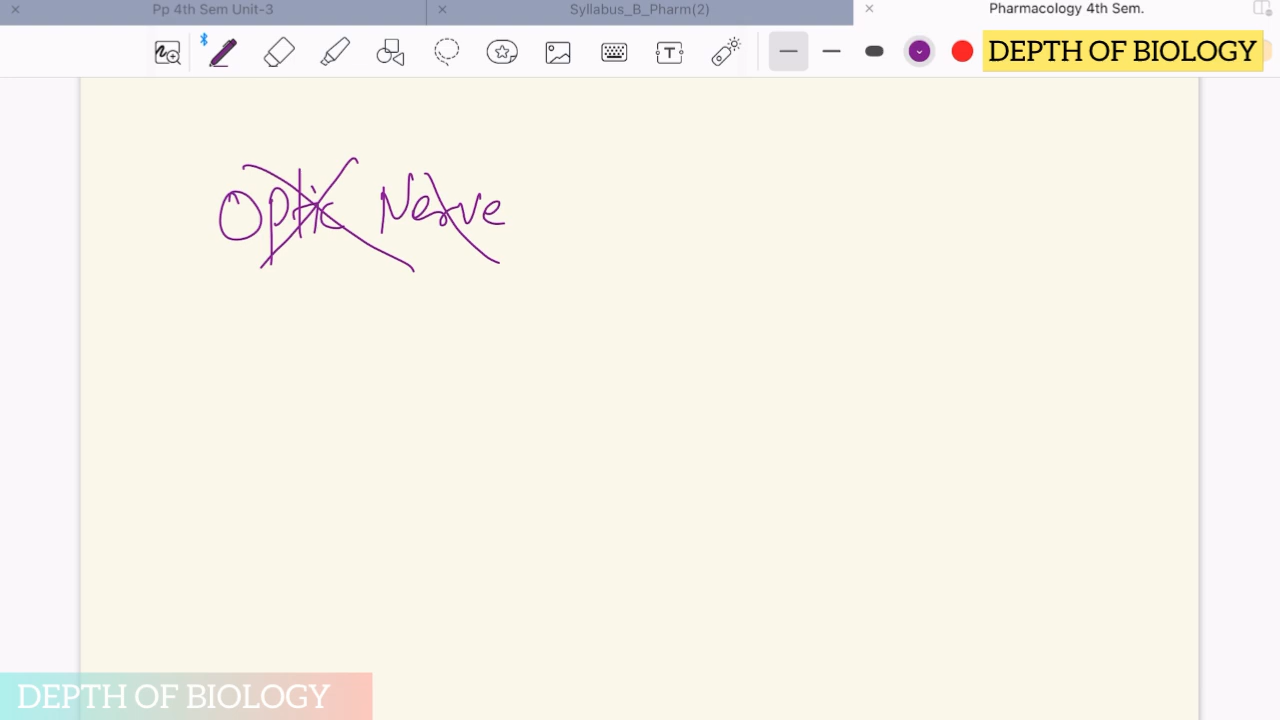 Pp 4th Sem Unit-3
Syllabus_B_Pharm(2)
Pharmacology 4th Sem.
T
DEPTH OF BIOLOGY
Optic Nerve
DEPTH OF BIOLOGY